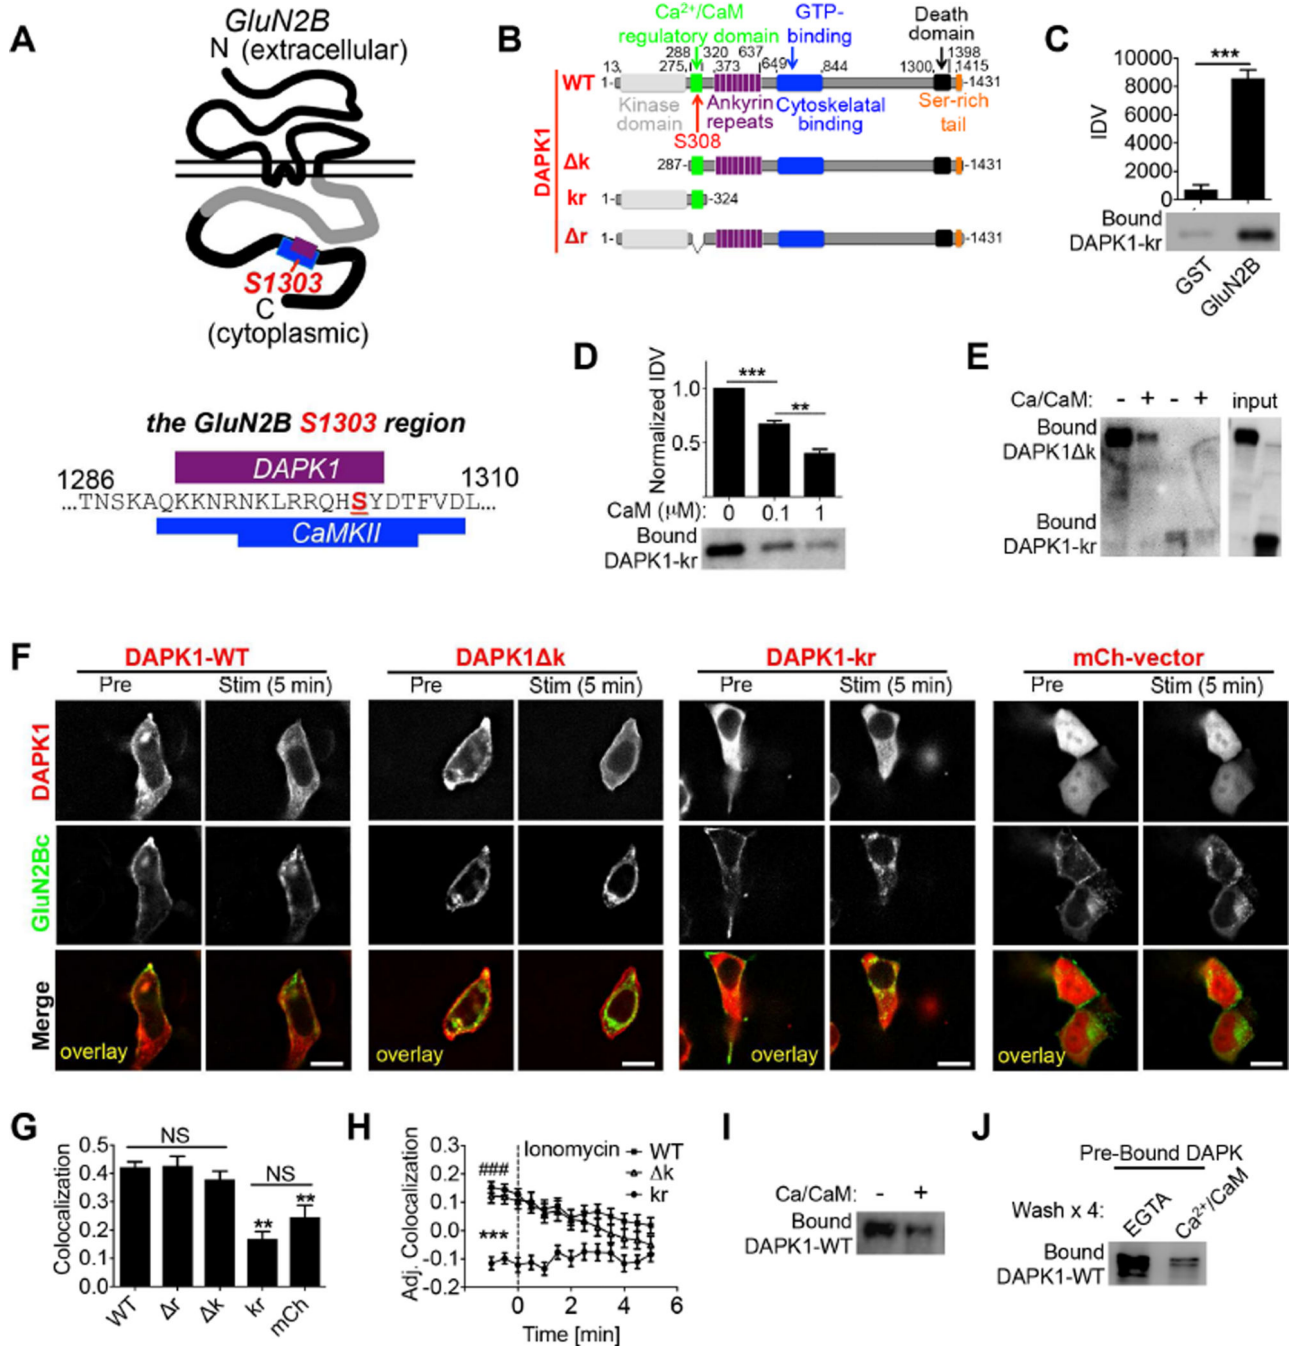 A
GluN2B
N (extracellular)
S1303
C
(cytoplasmic)
the GluN2B S1303 region
DAPK1
1286
1310
...TNSKAQKKNRNKLRRQHSYDTFVDL...
CaMKII
B
Ca²⁺/CaM
regulatory domain
GTP-
binding
Death
domain
288 320 637 1398
13 275 373 649 844 1300 1415
WT 1- -1431
Kinase
domain
Ankyrin
repeats
Cytoskelatal
binding
Ser-rich
tail
S308
DAPK1
Δk 287- -1431
kr 1- -324
Δr 1- -1431
C
***
IDV
10000
8000
6000
4000
2000
0
Bound
DAPK1-kr
GST
GluN2B
D
*** **
Normalized IDV
1.0
0.5
CaM (μM): 0 0.1 1
Bound
DAPK1-kr
E
Ca/CaM: - + - + input
Bound
DAPK1Δk
Bound
DAPK1-kr
F
DAPK1-WT DAPK1Δk DAPK1-kr mCh-vector
Pre Stim (5 min) Pre Stim (5 min) Pre Stim (5 min) Pre Stim (5 min)
DAPK1
GluN2Bc
Merge
overlay overlay overlay overlay
G
Colocalization
0.5
0.4
0.3
0.2
0.1
0.0
NS
NS
** **
WT Δr Δk kr mCh
H
Adj. Colocalization
0.3
0.2
0.1
0.0
-0.1
-0.2
###
***
Ionomycin
WT
Δk
kr
0 2 4 6
Time [min]
I
Ca/CaM: - +
Bound
DAPK1-WT
J
Pre-Bound DAPK
Wash x 4: EGTA Ca²⁺/CaM
Bound
DAPK1-WT